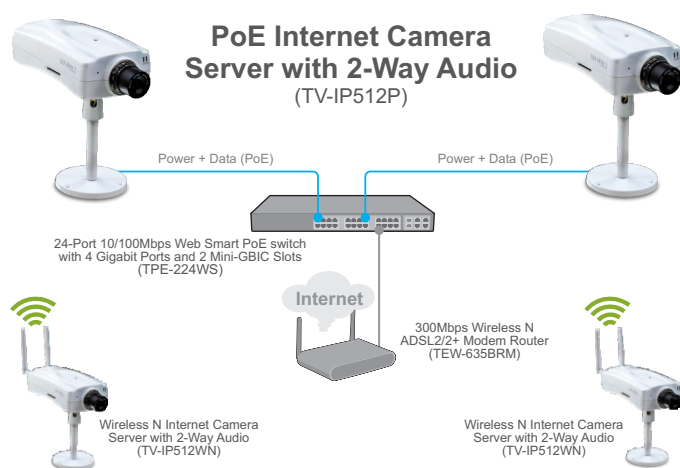 PoE Internet Camera
Server with 2-Way Audio
(TV-IP512P)
Power + Data (PoE)
Power + Data (PoE)
24-Port 10/100Mbps Web Smart PoE switch
with 4 Gigabit Ports and 2 Mini-GBIC Slots
(TPE-224WS)
Internet
300Mbps Wireless N
ADSL2/2+ Modem Router
(TEW-635BRM)
Wireless N Internet Camera
Server with 2-Way Audio
(TV-IP512WN)
Wireless N Internet Camera
Server with 2-Way Audio
(TV-IP512WN)